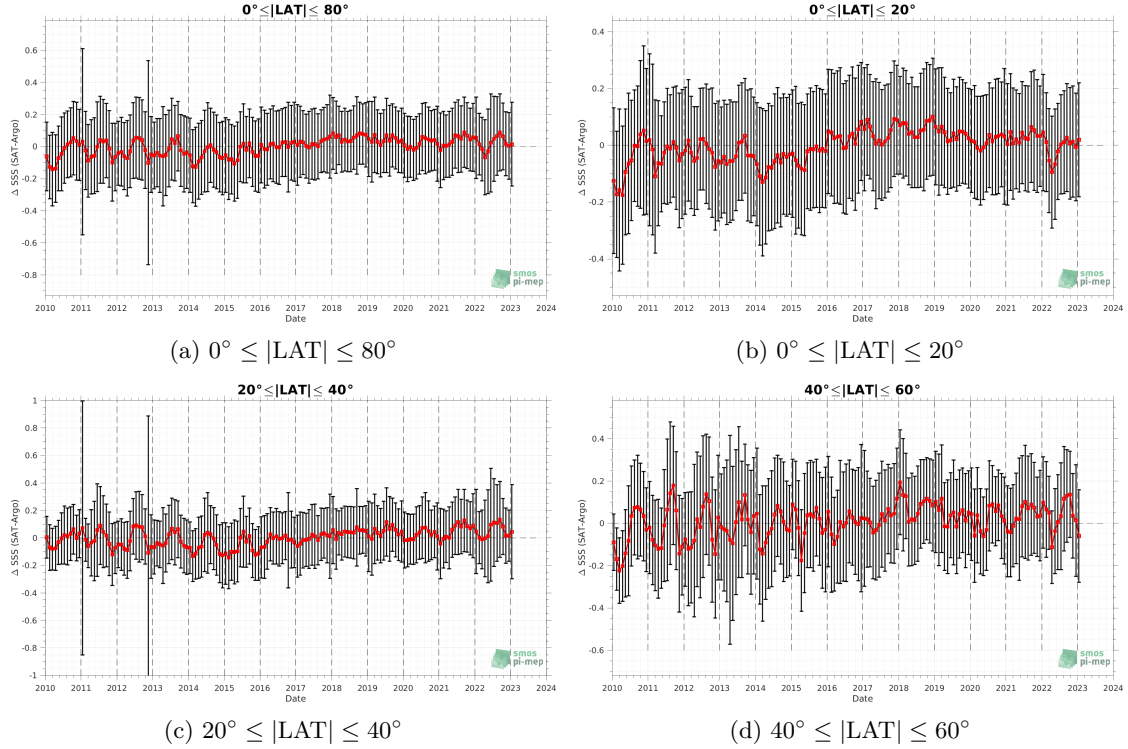 0°≤|LAT|≤ 80°
Δ SSS (SAT-Argo)
0.6
0.4
0.2
0
-0.2
-0.4
-0.6
-0.8
2010 2011 2012 2013 2014 2015 2016 2017 2018 2019 2020 2021 2022 2023 2024
Date
smos
pi-mep
(a) 0° ≤ |LAT| ≤ 80°
0°≤|LAT|≤ 20°
Δ SSS (SAT-Argo)
0.4
0.2
0
-0.2
-0.4
2010 2011 2012 2013 2014 2015 2016 2017 2018 2019 2020 2021 2022 2023 2024
Date
smos
pi-mep
(b) 0° ≤ |LAT| ≤ 20°
20°≤|LAT|≤ 40°
Δ SSS (SAT-Argo)
1
0.8
0.6
0.4
0.2
0
-0.2
-0.4
-0.6
-0.8
-1
2010 2011 2012 2013 2014 2015 2016 2017 2018 2019 2020 2021 2022 2023 2024
Date
smos
pi-mep
(c) 20° ≤ |LAT| ≤ 40°
40°≤|LAT|≤ 60°
Δ SSS (SAT-Argo)
0.4
0.2
0
-0.2
-0.4
-0.6
2010 2011 2012 2013 2014 2015 2016 2017 2018 2019 2020 2021 2022 2023 2024
Date
smos
pi-mep
(d) 40° ≤ |LAT| ≤ 60°